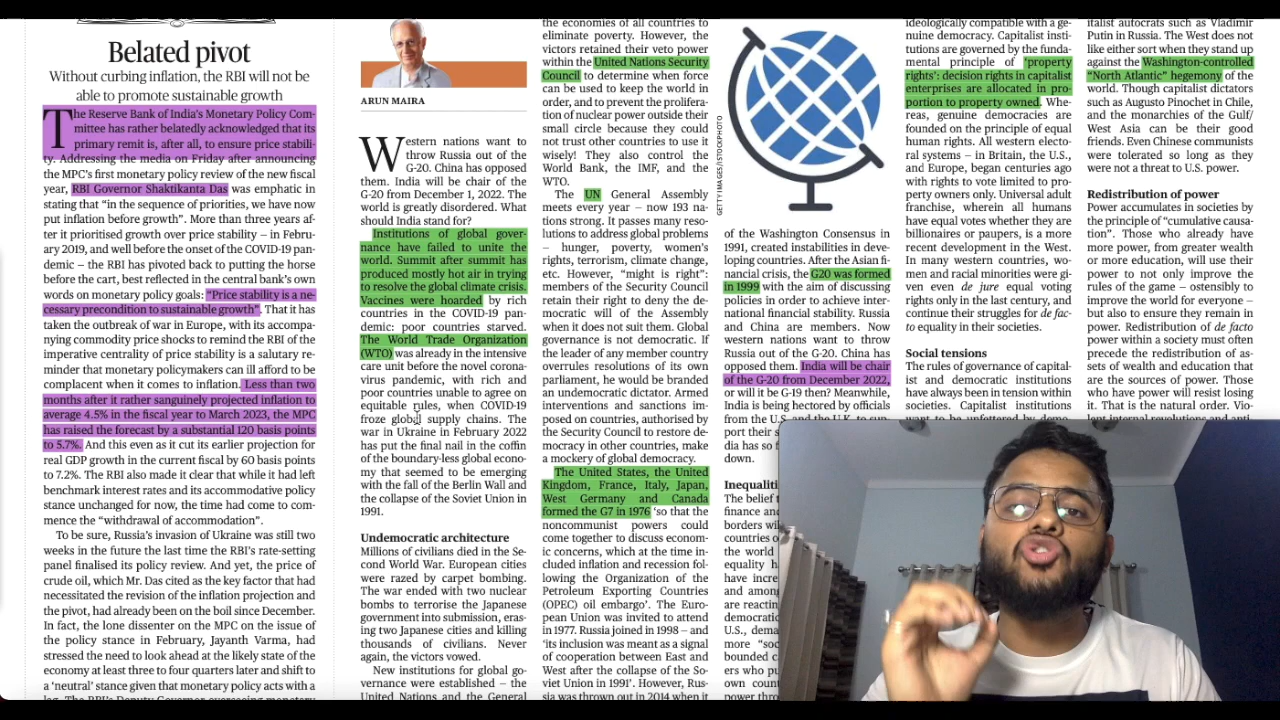 Belated pivot
Without curbing inflation, the RBI will not be
able to promote sustainable growth
The Reserve Bank of India's Monetary Policy Com-
mittee has rather belatedly acknowledged that its
primary remit is, after all, to ensure price stabili-
ty. Addressing the media on Friday after announcing
the MPC's first monetary policy review of the new fiscal
year, RBI Governor Shaktikanta Das was emphatic in
stating that “in the sequence of priorities, we have now
put inflation before growth”. More than three years af-
ter it prioritised growth over price stability – in Febru-
ary 2019, and well before the onset of the COVID-19 pan-
demic – the RBI has pivoted back to putting the horse
before the cart, best reflected in the central bank's own
words on monetary policy goals: “Price stability is a ne-
cessary precondition to sustainable growth”. That it has
taken the outbreak of war in Europe, with its accompa-
nying commodity price shocks to remind the RBI of the
imperative centrality of price stability is a salutary re-
minder that monetary policymakers can ill afford to be
complacent when it comes to inflation. Less than two
months after it rather sanguinely projected inflation to
average 4.5% in the fiscal year to March 2023, the MPC
has raised the forecast by a substantial 120 basis points
to 5.7%. And this even as it cut its earlier projection for
real GDP growth in the current fiscal by 60 basis points
to 7.2%. The RBI also made it clear that while it had left
benchmark interest rates and its accommodative policy
stance unchanged for now, the time had come to com-
mence the “withdrawal of accommodation”.
To be sure, Russia's invasion of Ukraine was still two
weeks in the future the last time the RBI's rate-setting
panel finalised its policy review. And yet, the price of
crude oil, which Mr. Das cited as the key factor that had
necessitated the revision of the inflation projection and
the pivot, had already been on the boil since December.
In fact, the lone dissenter on the MPC on the issue of
the policy stance in February, Jayanth Varma, had
stressed the need to look ahead at the likely state of the
economy at least three to four quarters later and shift to
a ‘neutral’ stance given that monetary policy acts with a
ARUN MAIRA
Western nations want to
throw Russia out of the
G-20. China has opposed
them. India will be chair of the
G-20 from December 1, 2022. The
world is greatly disordered. What
should India stand for?
Institutions of global gover-
nance have failed to unite the
world. Summit after summit has
produced mostly hot air in trying
to resolve the global climate crisis.
Vaccines were hoarded by rich
countries in the COVID-19 pan-
demic: poor countries starved.
The World Trade Organization
(WTO) was already in the intensive
care unit before the novel corona-
virus pandemic, with rich and
poor countries unable to agree on
equitable rules, when COVID-19
froze global supply chains. The
war in Ukraine in February 2022
has put the final nail in the coffin
of the boundary-less global econo-
my that seemed to be emerging
with the fall of the Berlin Wall and
the collapse of the Soviet Union in
1991.
Undemocratic architecture
Millions of civilians died in the Se-
cond World War. European cities
were razed by carpet bombing.
The war ended with two nuclear
bombs to terrorise the Japanese
government into submission, eras-
ing two Japanese cities and killing
thousands of civilians. Never
again, the victors vowed.
New institutions for global go-
vernance were established – the
United Nations and the General
the economies of all countries to
eliminate poverty. However, the
victors retained their veto power
within the United Nations Security
Council to determine when force
can be used to keep the world in
order, and to prevent the prolifera-
tion of nuclear power outside their
small circle because they could
not trust other countries to use it
wisely! They also control the
World Bank, the IMF, and the
WTO.
The UN General Assembly
meets every year – now 193 na-
tions strong. It passes many reso-
lutions to address global problems
– hunger, poverty, women's
rights, terrorism, climate change,
etc. However, “might is right”:
members of the Security Council
retain their right to deny the de-
mocratic will of the Assembly
when it does not suit them. Global
governance is not democratic. If
the leader of any member country
overrules resolutions of its own
parliament, he would be branded
an undemocratic dictator. Armed
interventions and sanctions im-
posed on countries, authorised by
the Security Council to restore de-
mocracy in other countries, make
a mockery of global democracy.
The United States, the United
Kingdom, France, Italy, Japan,
West Germany and Canada
formed the G7 in 1976 ‘so that the
noncommunist powers could
come together to discuss econom-
ic concerns, which at the time in-
cluded inflation and recession fol-
lowing the Organization of the
Petroleum Exporting Countries
(OPEC) oil embargo’. The Euro-
pean Union was invited to attend
in 1977. Russia joined in 1998 – and
‘its inclusion was meant as a signal
of cooperation between East and
West after the collapse of the So-
viet Union in 1991’. However, Rus-
sia was thrown out in 2014 when it
GETTY IMAGES/ISTOCKPHOTO
of the Washington Consensus in
1991, created instabilities in deve-
loping countries. After the Asian fi-
nancial crisis, the G20 was formed
in 1999 with the aim of discussing
policies in order to achieve inter-
national financial stability. Russia
and China are members. Now
western nations want to throw
Russia out of the G-20. China has
opposed them. India will be chair
of the G-20 from December 2022,
or will it be G-19 then? Meanwhile,
India is being hectored by officials
from the U.S. and the U.K. to sup-
port their s
dia has so f
down.
Inequaliti
The belief t
finance and
borders wil
countries o
the world
equality h
have incre
and among
are reacting
democratic
U.S., dema
more “soc
bounded c
ers who pu
own count
power thro
ideologically compatible with a ge-
nuine democracy. Capitalist insti-
tutions are governed by the funda-
mental principle of ‘property
rights’: decision rights in capitalist
enterprises are allocated in pro-
portion to property owned. Whe-
reas, genuine democracies are
founded on the principle of equal
human rights. All western electo-
ral systems – in Britain, the U.S.,
and Europe, began centuries ago
with rights to vote limited to pro-
perty owners only. Universal adult
franchise, wherein all humans
have equal votes whether they are
billionaires or paupers, is a more
recent development in the West.
In many western countries, wo-
men and racial minorities were gi-
ven even de jure equal voting
rights only in the last century, and
continue their struggles for de fac-
to equality in their societies.
Social tensions
The rules of governance of capital-
ist and democratic institutions
have always been in tension within
societies. Capitalist institutions
want to be unfettered by demo-
italist autocrats such as Vladimir
Putin in Russia. The West does not
like either sort when they stand up
against the Washington-controlled
“North Atlantic” hegemony of the
world. Though capitalist dictators
such as Augusto Pinochet in Chile,
and the monarchies of the Gulf/
West Asia can be their good
friends. Even Chinese communists
were tolerated so long as they
were not a threat to U.S. power.
Redistribution of power
Power accumulates in societies by
the principle of “cumulative causa-
tion”. Those who already have
more power, from greater wealth
or more education, will use their
power to not only improve the
rules of the game – ostensibly to
improve the world for everyone –
but also to ensure they remain in
power. Redistribution of de facto
power within a society must often
precede the redistribution of as-
sets of wealth and education that
are the sources of power. Those
who have power will resist losing
it. That is the natural order. Vio-